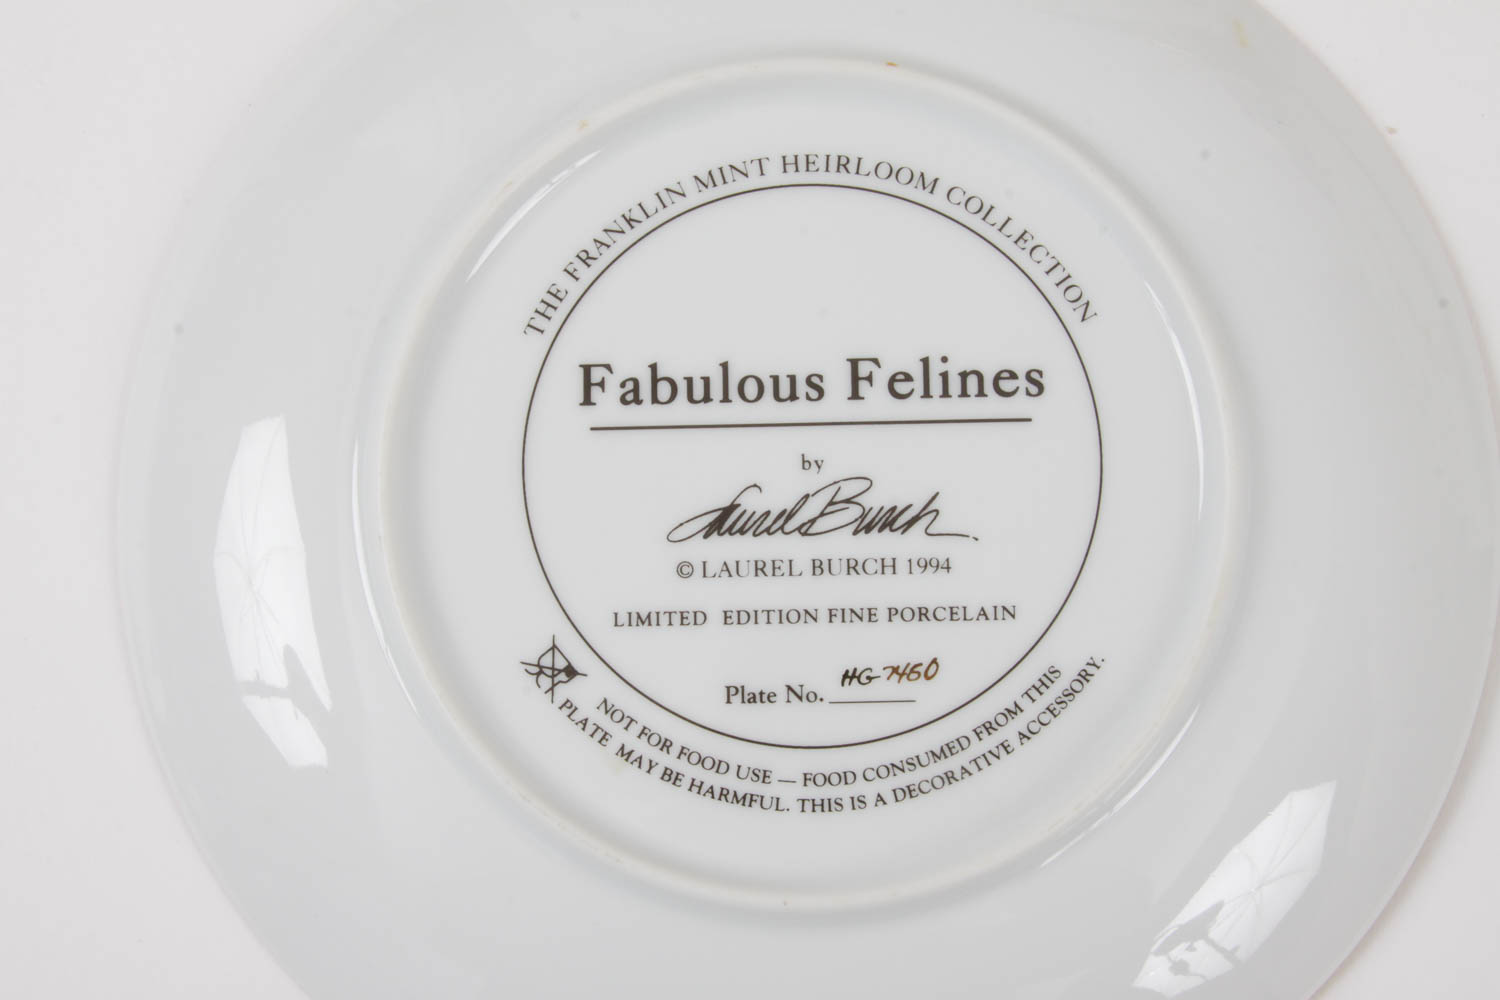 THE FRANKLIN MINT HEIRLOOM COLLECTION
Fabulous Felines
by
Laurel Burch
© LAUREL BURCH 1994
LIMITED EDITION FINE PORCELAIN
Plate No. HG-7460
NOT FOR FOOD USE — FOOD CONSUMED FROM THIS
PLATE MAY BE HARMFUL. THIS IS A DECORATIVE ACCESSORY.